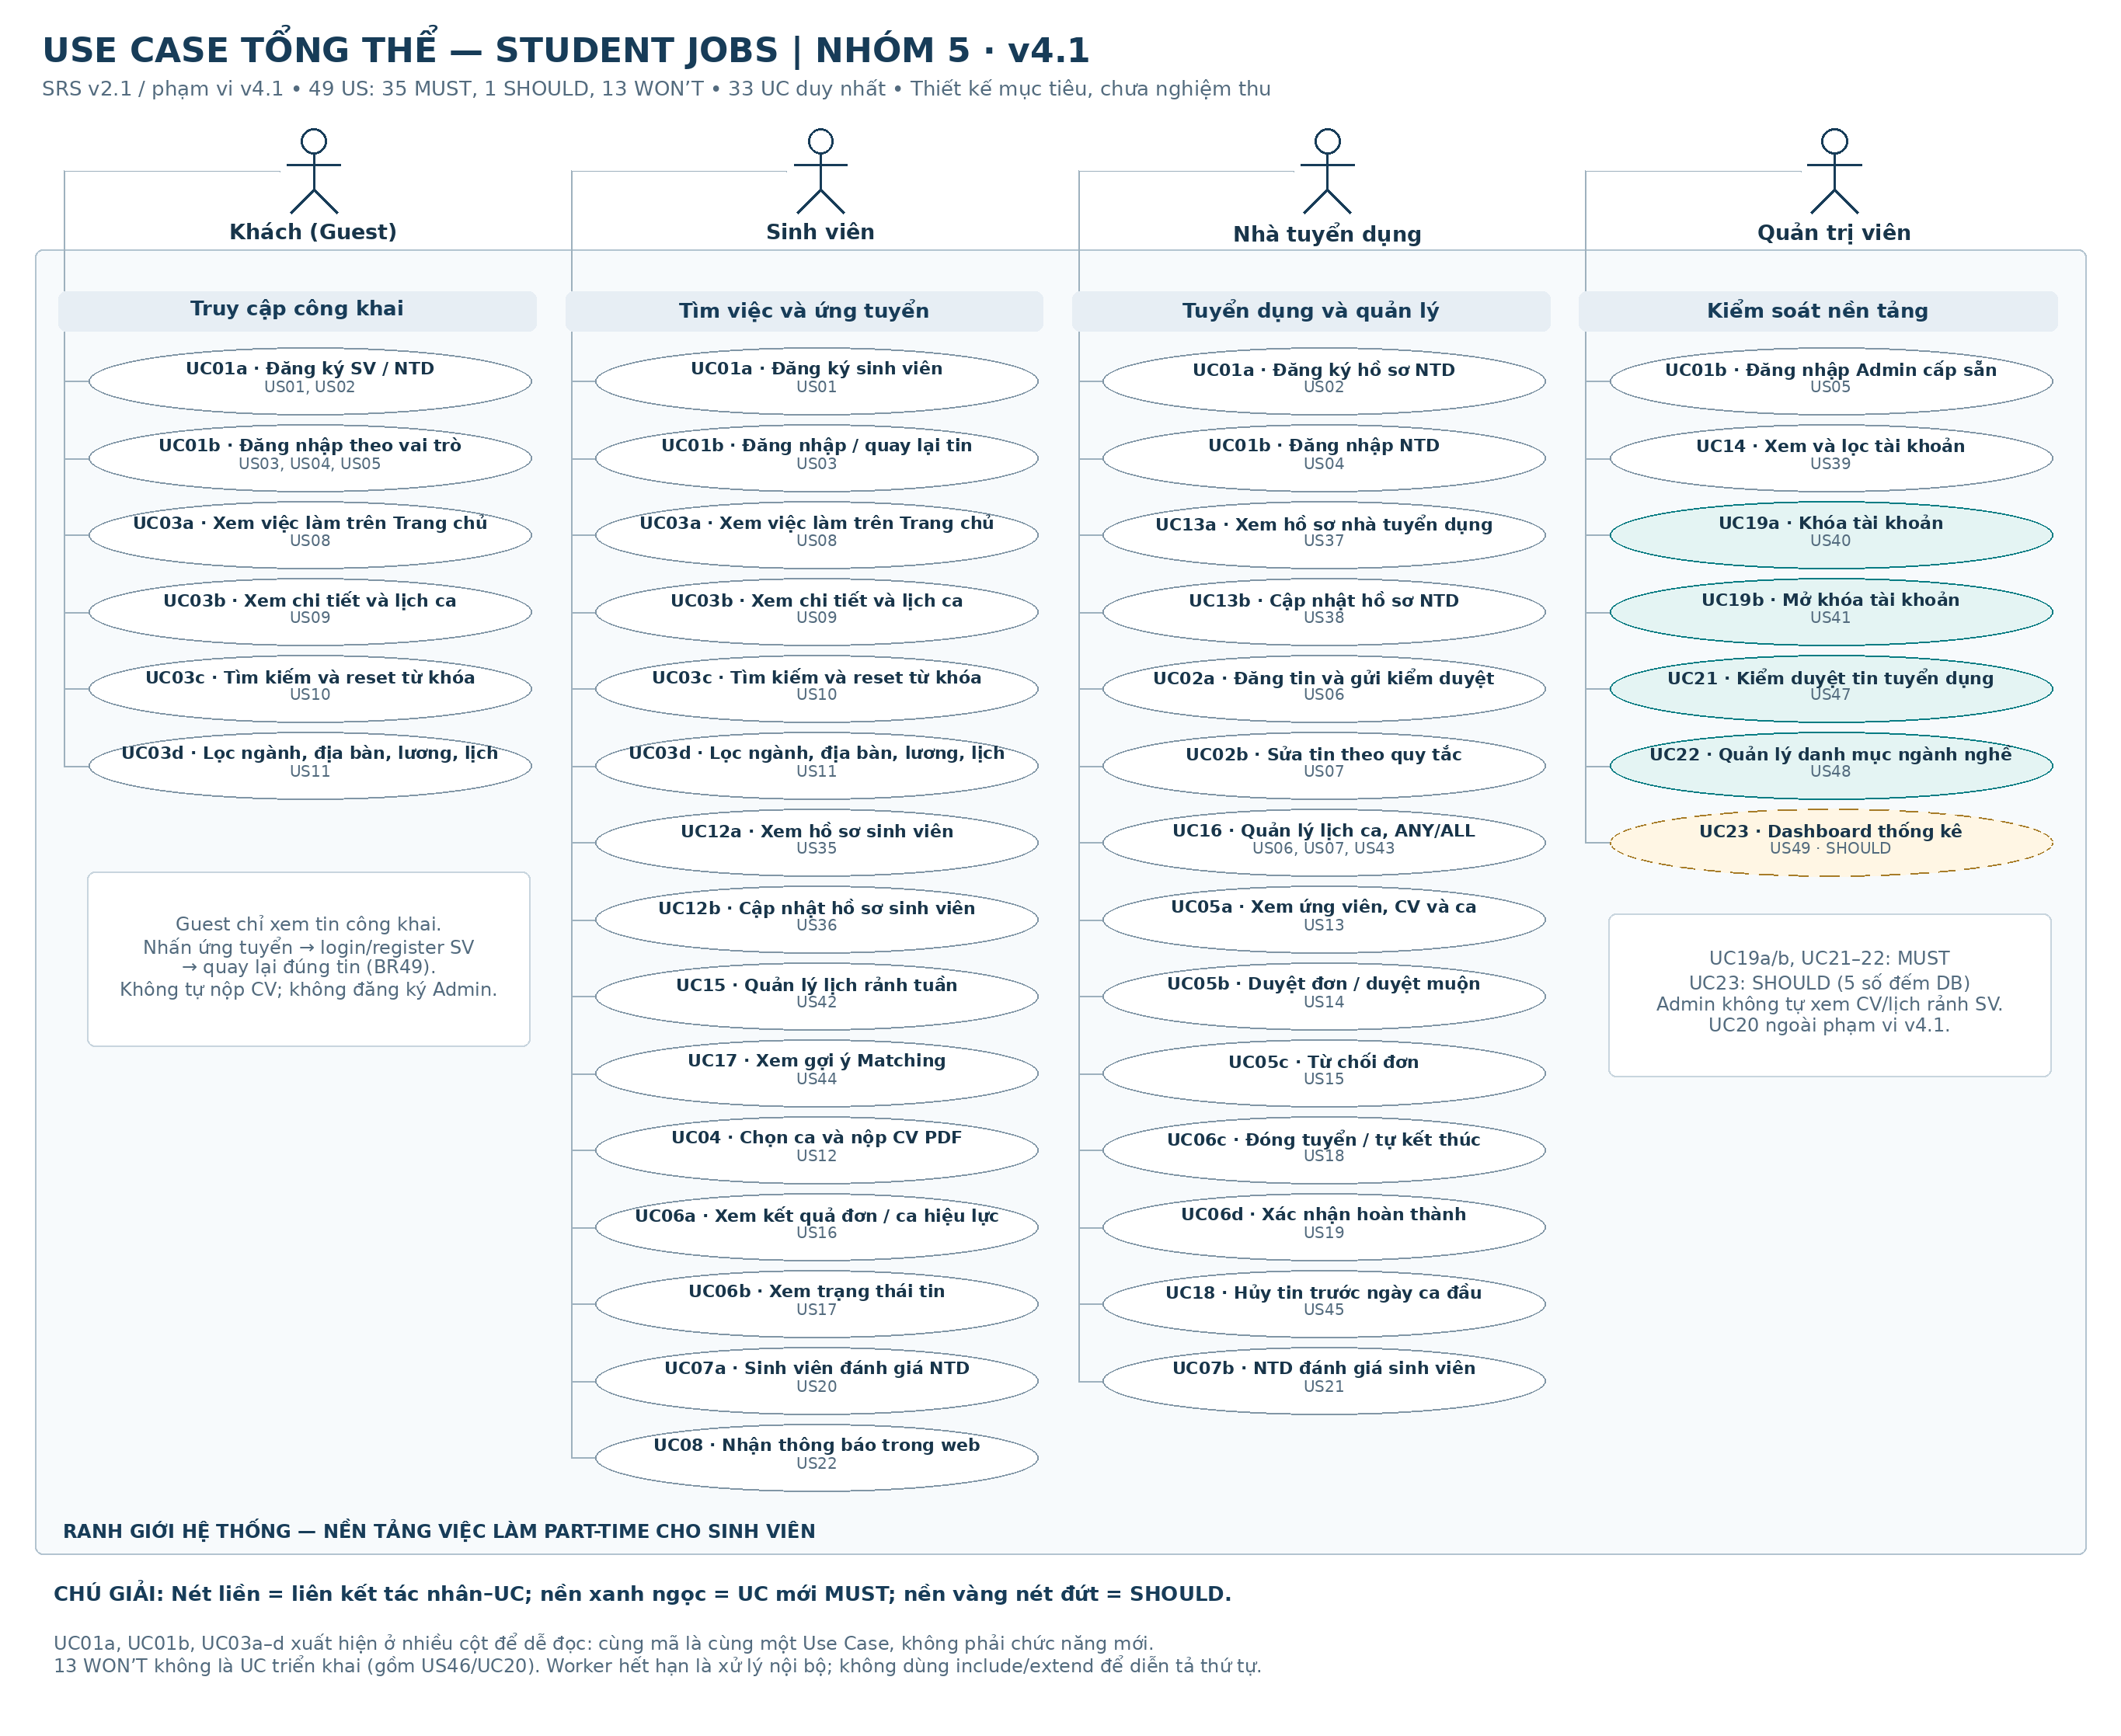 USE CASE TỔNG THỂ — STUDENT JOBS | NHÓM 5 · v4.1
SRS v2.1 / phạm vi v4.1 • 49 US: 35 MUST, 1 SHOULD, 13 WON’T • 33 UC duy nhất • Thiết kế mục tiêu, chưa nghiệm thu
Khách (Guest)
Sinh viên
Nhà tuyển dụng
Quản trị viên
Truy cập công khai
UC01a · Đăng ký SV / NTD
US01, US02
UC01b · Đăng nhập theo vai trò
US03, US04, US05
UC03a · Xem việc làm trên Trang chủ
US08
UC03b · Xem chi tiết và lịch ca
US09
UC03c · Tìm kiếm và reset từ khóa
US10
UC03d · Lọc ngành, địa bàn, lương, lịch
US11
Guest chỉ xem tin công khai.
Nhấn ứng tuyển → login/register SV
→ quay lại đúng tin (BR49).
Không tự nộp CV; không đăng ký Admin.
Tìm việc và ứng tuyển
UC01a · Đăng ký sinh viên
US01
UC01b · Đăng nhập / quay lại tin
US03
UC03a · Xem việc làm trên Trang chủ
US08
UC03b · Xem chi tiết và lịch ca
US09
UC03c · Tìm kiếm và reset từ khóa
US10
UC03d · Lọc ngành, địa bàn, lương, lịch
US11
UC12a · Xem hồ sơ sinh viên
US35
UC12b · Cập nhật hồ sơ sinh viên
US36
UC15 · Quản lý lịch rảnh tuần
US42
UC17 · Xem gợi ý Matching
US44
UC04 · Chọn ca và nộp CV PDF
US12
UC06a · Xem kết quả đơn / ca hiệu lực
US16
UC06b · Xem trạng thái tin
US17
UC07a · Sinh viên đánh giá NTD
US20
UC08 · Nhận thông báo trong web
US22
Tuyển dụng và quản lý
UC01a · Đăng ký hồ sơ NTD
US02
UC01b · Đăng nhập NTD
US04
UC13a · Xem hồ sơ nhà tuyển dụng
US37
UC13b · Cập nhật hồ sơ NTD
US38
UC02a · Đăng tin và gửi kiểm duyệt
US06
UC02b · Sửa tin theo quy tắc
US07
UC16 · Quản lý lịch ca, ANY/ALL
US06, US07, US43
UC05a · Xem ứng viên, CV và ca
US13
UC05b · Duyệt đơn / duyệt muộn
US14
UC05c · Từ chối đơn
US15
UC06c · Đóng tuyển / tự kết thúc
US18
UC06d · Xác nhận hoàn thành
US19
UC18 · Hủy tin trước ngày ca đầu
US45
UC07b · NTD đánh giá sinh viên
US21
Kiểm soát nền tảng
UC01b · Đăng nhập Admin cấp sẵn
US05
UC14 · Xem và lọc tài khoản
US39
UC19a · Khóa tài khoản
US40
UC19b · Mở khóa tài khoản
US41
UC21 · Kiểm duyệt tin tuyển dụng
US47
UC22 · Quản lý danh mục ngành nghề
US48
UC23 · Dashboard thống kê
US49 · SHOULD
UC19a/b, UC21–22: MUST
UC23: SHOULD (5 số đếm DB)
Admin không tự xem CV/lịch rảnh SV.
UC20 ngoài phạm vi v4.1.
RANH GIỚI HỆ THỐNG — NỀN TẢNG VIỆC LÀM PART-TIME CHO SINH VIÊN
CHÚ GIẢI: Nét liền = liên kết tác nhân–UC; nền xanh ngọc = UC mới MUST; nền vàng nét đứt = SHOULD.
UC01a, UC01b, UC03a–d xuất hiện ở nhiều cột để dễ đọc: cùng mã là cùng một Use Case, không phải chức năng mới.
13 WON’T không là UC triển khai (gồm US46/UC20). Worker hết hạn là xử lý nội bộ; không dùng include/extend để diễn tả thứ tự.